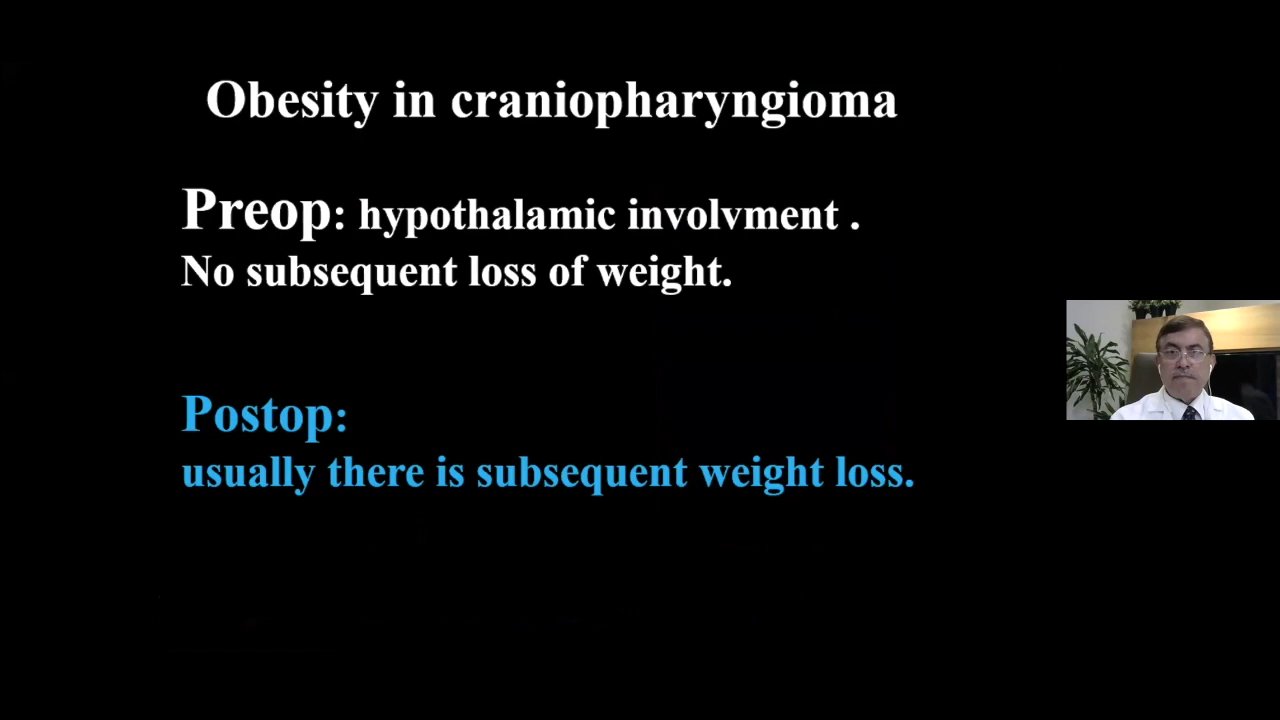 Obesity in craniopharyngioma
Preop: hypothalamic involvment .
No subsequent loss of weight.
Postop:
usually there is subsequent weight loss.